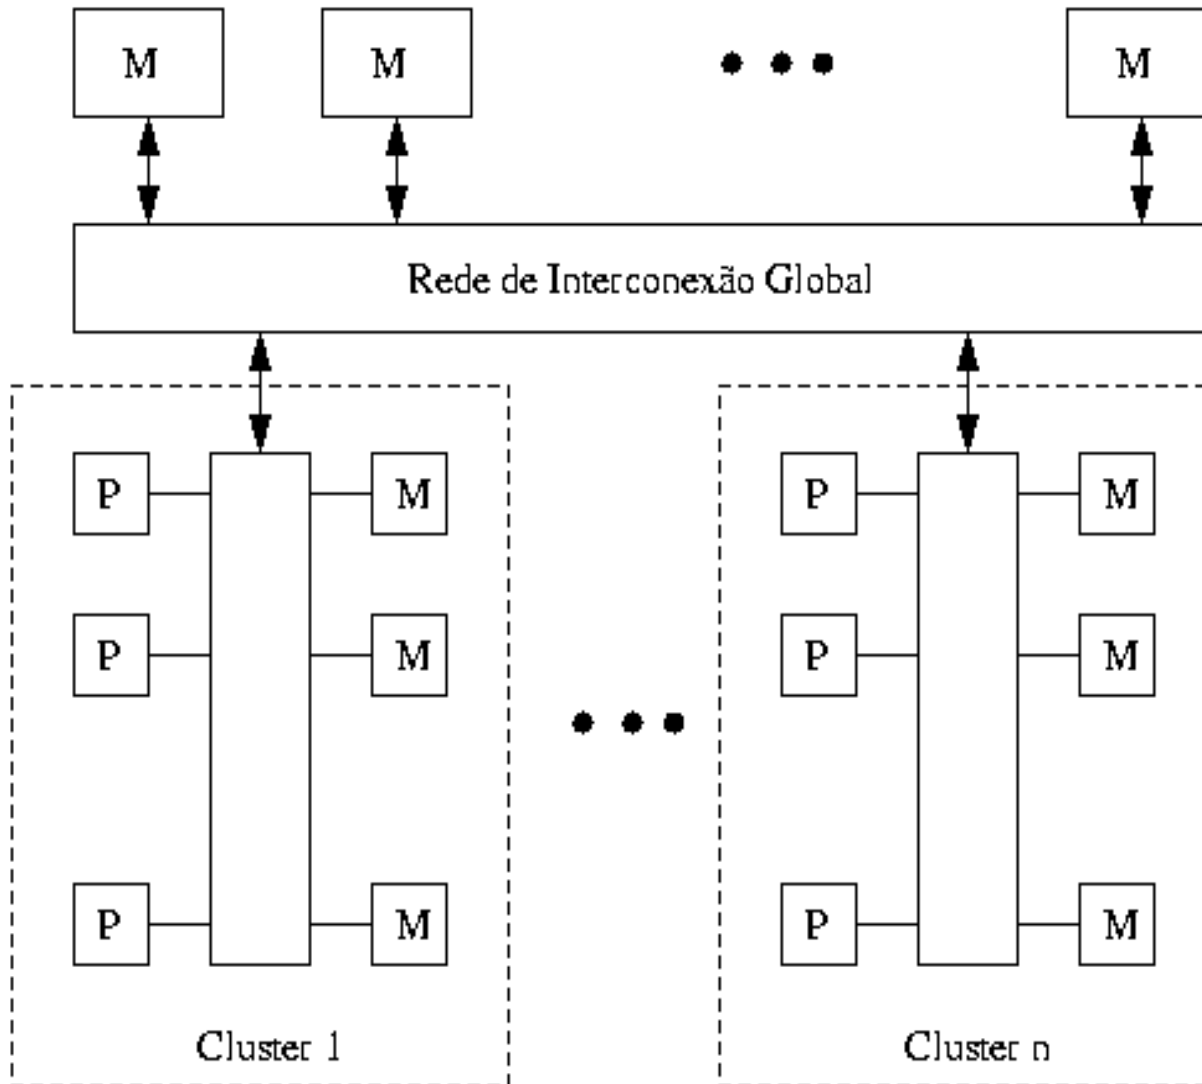 M M M
Rede de Interconexão Global
P M P M
P M P M
P M P M
Cluster 1 Cluster n